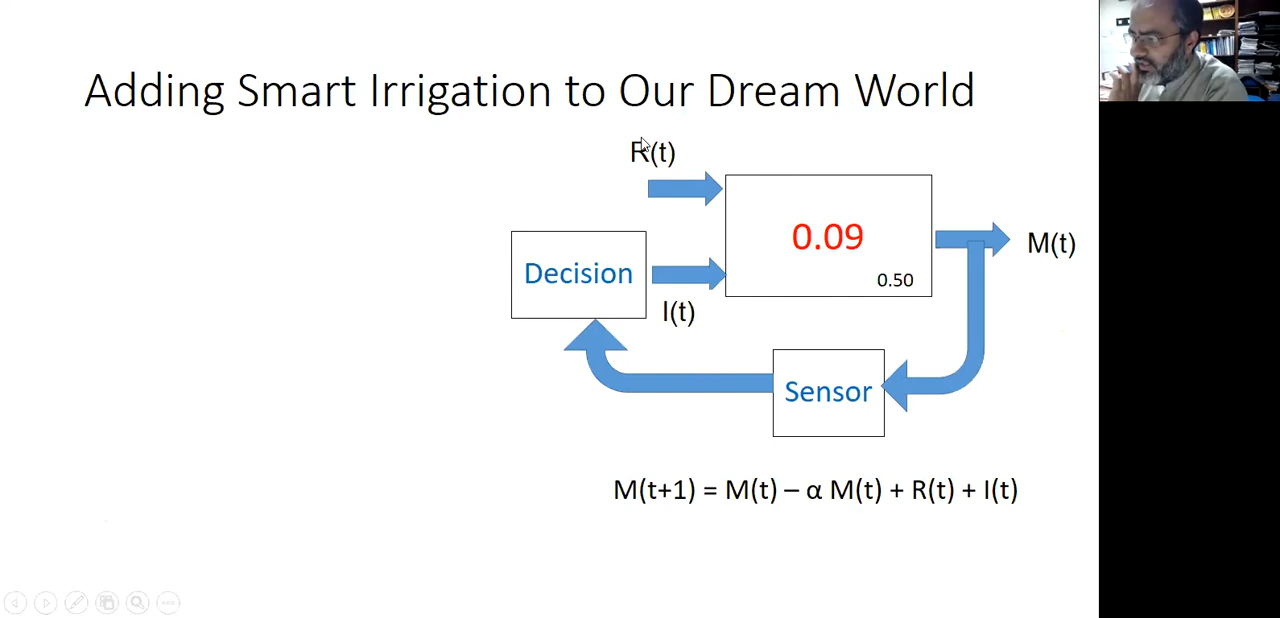 Adding Smart Irrigation to Our Dream World
R(t)
0.09
Decision
M(t)
0.50
I(t)
Sensor
M(t+1) = M(t) – α M(t) + R(t) + I(t)